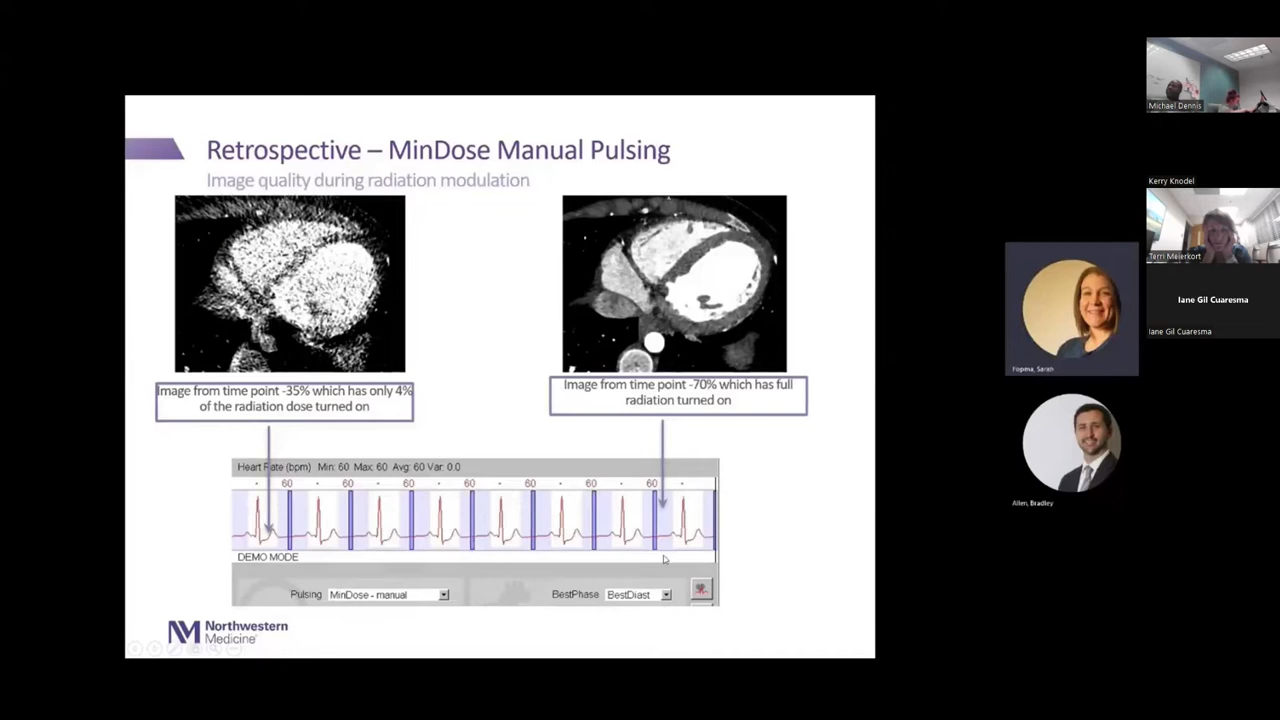 Retrospective – MinDose Manual Pulsing
Image quality during radiation modulation
Image from time point -35% which has only 4%
of the radiation dose turned on
Image from time point -70% which has full
radiation turned on
Heart Rate (bpm) Min: 60 Max: 60 Avg: 60 Var: 0.0
60 60 60 60 60 60 60
DEMO MODE
Pulsing MinDose - manual BestPhase BestDiast
Northwestern
Medicine
Michael Dennis
Kerry Knodel
Terri Meierkort
Iane Gil Cuaresma
Iane Gil Cuaresma
Fopma, Sarah
Allen, Bradley